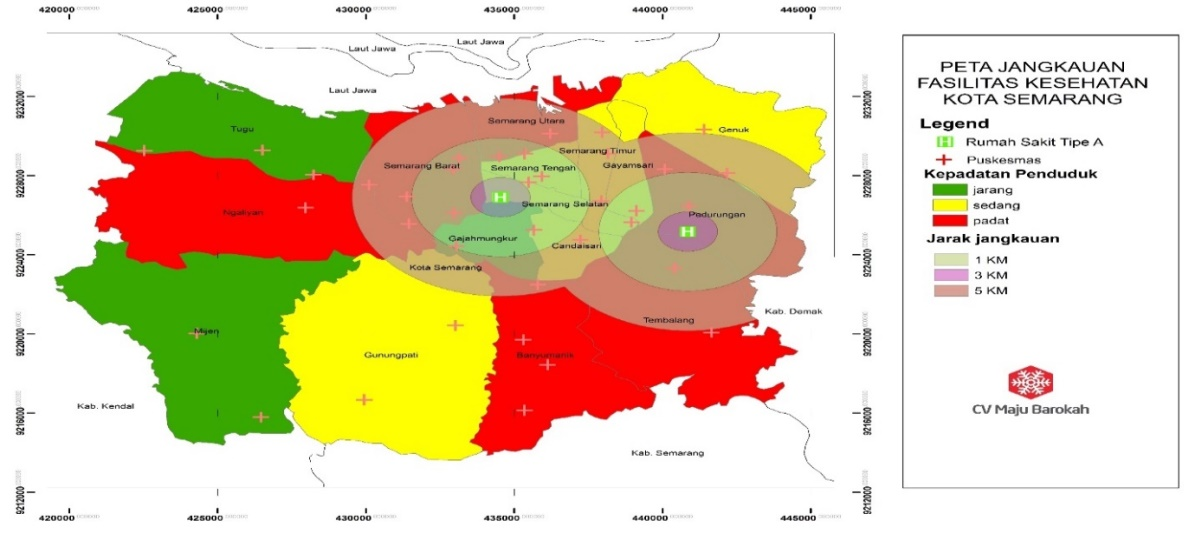 420000 425000 430000 435000 440000 445000
Laut Jawa
Laut Jawa
Laut Jawa
9232000
9232000
Tugu
Semarang Utara
Genuk
Semarang Timur
Semarang Barat
Semarang Tengah
Gayamsari
9228000
9228000
Ngaliyan
Semarang Selatan
Pedurungan
Gajahmungkur
Candaisari
9224000
9224000
Kota Semarang
Kab. Demak
Tembalang
9220000
9220000
Mijen
Gunungpati
Banyumanik
Kab. Kendal
9216000
9216000
Kab. Semarang
9212000
9212000
420000 425000 430000 435000 440000 445000
PETA JANGKAUAN
FASILITAS KESEHATAN
KOTA SEMARANG
Legend
H Rumah Sakit Tipe A
Puskesmas
Kepadatan Penduduk
jarang
sedang
padat
Jarak jangkauan
1 KM
3 KM
5 KM
CV Maju Barokah